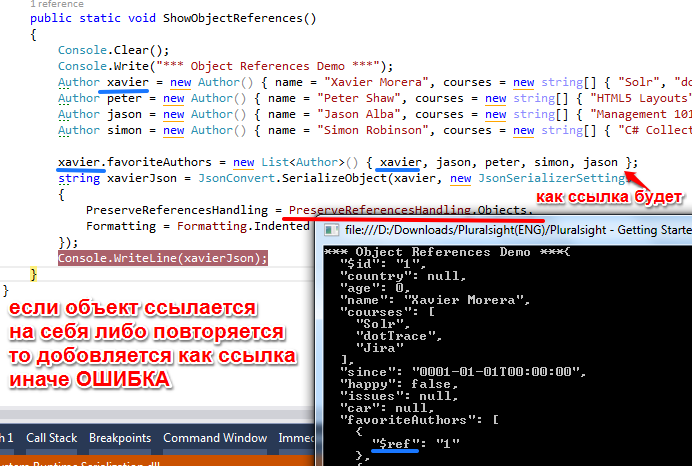 1 reference
public static void ShowObjectReferences()
{
Console.Clear();
Console.Write("*** Object References Demo ***");
Author xavier = new Author() { name = "Xavier Morera", courses = new string[] { "Solr", "do
Author peter = new Author() { name = "Peter Shaw", courses = new string[] { "HTML5 Layouts"
Author jason = new Author() { name = "Jason Alba", courses = new string[] { "Management 101
Author simon = new Author() { name = "Simon Robinson", courses = new string[] { "C# Collect
xavier.favoriteAuthors = new List<Author>() { xavier, jason, peter, simon, jason };
string xavierJson = JsonConvert.SerializeObject(xavier, new JsonSerializerSetting
как ссылка будет
{
PreserveReferencesHandling = PreserveReferencesHandling.Objects,
Formatting = Formatting.Indented
});
Console.WriteLine(xavierJson);
}
}
если объект ссылается
на себя либо повторяется
то добовляется как ссылка
иначе ОШИБКА
file:///D:/Downloads/Pluralsight(ENG)/Pluralsight - Getting Starte
*** Object References Demo ***{
"$id": "1",
"country": null,
"age": 0,
"name": "Xavier Morera",
"courses": [
"Solr",
"dotTrace",
"Jira"
],
"since": "0001-01-01T00:00:00",
"happy": false,
"issues": null,
"car": null,
"favoriteAuthors": [
{
"$ref": "1"
},
h 1 Call Stack Breakpoints Command Window Immed